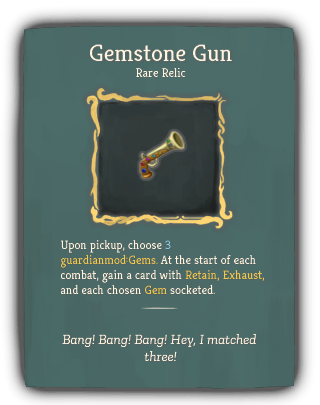 Gemstone Gun
Rare Relic
Upon pickup, choose 3
guardianmod:Gems. At the start of each
combat, gain a card with Retain, Exhaust,
and each chosen Gem socketed.
Bang! Bang! Bang! Hey, I matched
three!